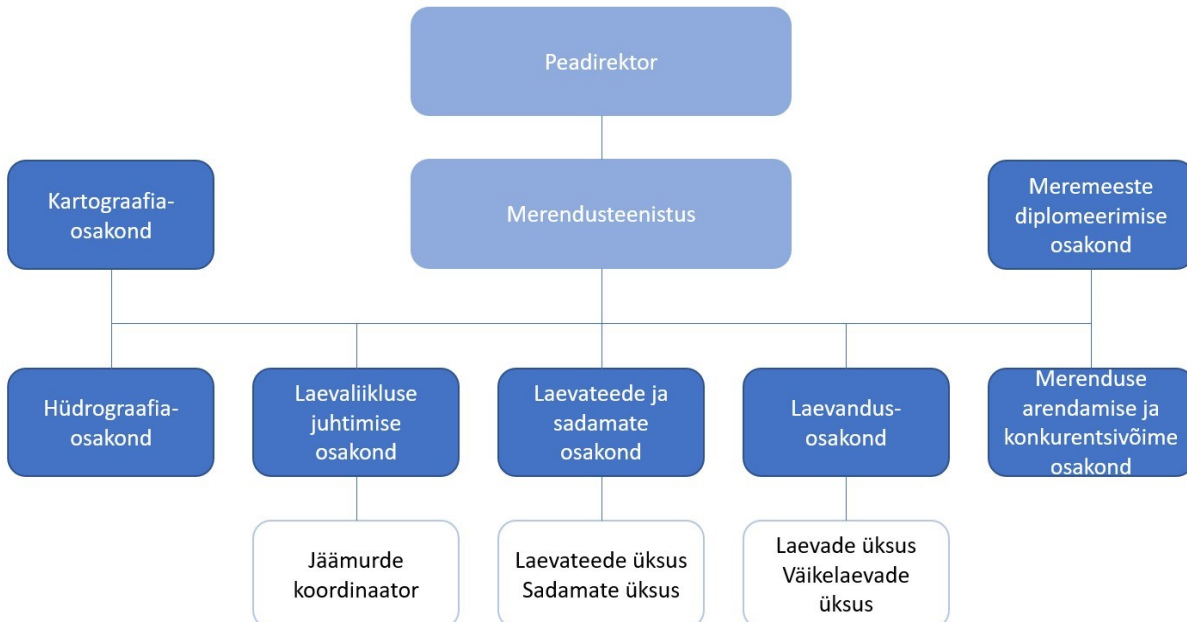 Peadirektor
Kartograafia-
osakond
Merendusteenistus
Meremeeste
diplomeerimise
osakond
Hüdrograafia-
osakond
Laevaliikluse
juhtimise
osakond
Laevateede ja
sadamate
osakond
Laevandus-
osakond
Merenduse
arendamise ja
konkurentsivõime
osakond
Jäämurde
koordinaator
Laevateede üksus
Sadamate üksus
Laevade üksus
Väikelaevade
üksus